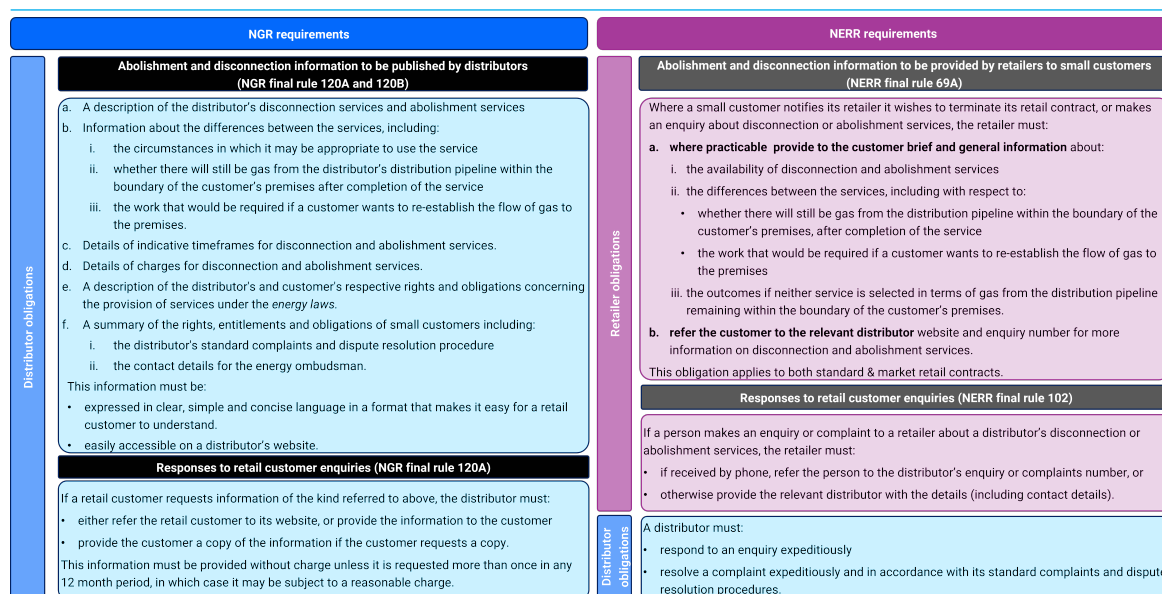 NGR requirements
Distributor obligations
Abolishment and disconnection information to be published by distributors
(NGR final rule 120A and 120B)
a. A description of the distributor's disconnection services and abolishment services
b. Information about the differences between the services, including:
i. the circumstances in which it may be appropriate to use the service
ii. whether there will still be gas from the distributor's distribution pipeline within the
boundary of the customer's premises after completion of the service
iii. the work that would be required if a customer wants to re-establish the flow of gas to
the premises.
c. Details of indicative timeframes for disconnection and abolishment services.
d. Details of charges for disconnection and abolishment services.
e. A description of the distributor's and customer's respective rights and obligations concerning
the provision of services under the energy laws.
f. A summary of the rights, entitlements and obligations of small customers including:
i. the distributor's standard complaints and dispute resolution procedure
ii. the contact details for the energy ombudsman.
This information must be:
• expressed in clear, simple and concise language in a format that makes it easy for a retail
customer to understand.
• easily accessible on a distributor's website.
Responses to retail customer enquiries (NGR final rule 120A)
If a retail customer requests information of the kind referred to above, the distributor must:
• either refer the retail customer to its website, or provide the information to the customer
• provide the customer a copy of the information if the customer requests a copy.
This information must be provided without charge unless it is requested more than once in any
12 month period, in which case it may be subject to a reasonable charge.
NERR requirements
Retailer obligations
Abolishment and disconnection information to be provided by retailers to small customers
(NERR final rule 69A)
Where a small customer notifies its retailer it wishes to terminate its retail contract, or makes
an enquiry about disconnection or abolishment services, the retailer must:
a. where practicable provide to the customer brief and general information about:
i. the availability of disconnection and abolishment services
ii. the differences between the services, including with respect to:
• whether there will still be gas from the distribution pipeline within the boundary of the
customer's premises, after completion of the service
• the work that would be required if a customer wants to re-establish the flow of gas to
the premises
iii. the outcomes if neither service is selected in terms of gas from the distribution pipeline
remaining within the boundary of the customer's premises.
b. refer the customer to the relevant distributor website and enquiry number for more
information on disconnection and abolishment services.
This obligation applies to both standard & market retail contracts.
Responses to retail customer enquiries (NERR final rule 102)
If a person makes an enquiry or complaint to a retailer about a distributor's disconnection or
abolishment services, the retailer must:
• if received by phone, refer the person to the distributor's enquiry or complaints number, or
• otherwise provide the relevant distributor with the details (including contact details).
Distributor
obligations
A distributor must:
• respond to an enquiry expeditiously
• resolve a complaint expeditiously and in accordance with its standard complaints and dispute
resolution procedures.